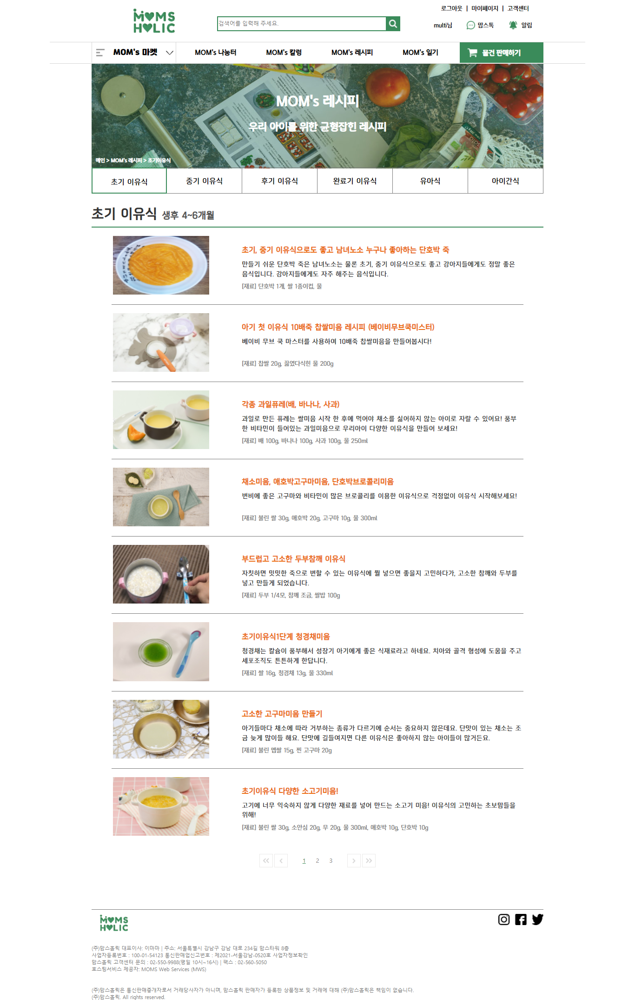 MOMS HOLIC
검색어를 입력해 주세요.
로그아웃 | 마이페이지 | 고객센터
multi님 맘스톡 알림
MOM's 마켓 MOM's 나눔터 MOM's 칼럼 MOM's 레시피 MOM's 일기 물건 판매하기
MOM's 레시피
우리 아이를 위한 균형잡힌 레시피
메인 > MOM's 레시피 > 초기이유식
초기 이유식 중기 이유식 후기 이유식 완료기 이유식 유아식 아이간식
초기 이유식 생후 4~6개월
초기, 중기 이유식으로도 좋고 남녀노소 누구나 좋아하는 단호박 죽
만들기 쉬운 단호박 죽은 남녀노소는 물론 초기, 중기 이유식으로도 좋고 강아지들에게도 정말 좋은
음식입니다. 강아지들에게도 자주 해주는 음식입니다.
[재료] 단호박 1개, 쌀 1종이컵, 물
아기 첫 이유식 10배죽 찹쌀미음 레시피 (베이비무브쿡미스터)
베이비 무브 쿡 마스터를 사용하여 10배죽 찹쌀미음을 만들어봅시다!
[재료] 찹쌀 20g, 끓였다식힌 물 200g
각종 과일퓨레(배, 바나나, 사과)
과일로 만든 퓨레는 쌀미음 시작 한 후에 먹어야 채소를 싫어하지 않는 아이로 자랄 수 있어요! 풍부
한 비타민이 들어있는 과일미음으로 우리아이 다양한 이유식을 만들어 보세요!
[재료] 배 100g, 바나나 100g, 사과 100g, 물 250ml
채소미음, 애호박고구마미음, 단호박브로콜리미음
변비에 좋은 고구마와 비타민이 많은 브로콜리를 이용한 이유식으로 걱정없이 이유식 시작해보세요!
[재료] 불린 쌀 30g, 애호박 20g, 고구마 10g, 물 300ml
부드럽고 고소한 두부참깨 이유식
자칫하면 밋밋한 죽으로 변할 수 있는 이유식에 뭘 넣으면 좋을지 고민하다가, 고소한 참깨와 두부를
넣고 만들게 되었습니다.
[재료] 두부 1/4모, 참깨 조금, 쌀밥 100g
초기이유식1단계 청경채미음
청경채는 칼슘이 풍부해서 성장기 아기에게 좋은 식재료라고 하네요. 치아와 골격 형성에 도움을 주고
세포조직도 튼튼하게 한답니다.
[재료] 쌀 16g, 청경채 13g, 물 330ml
고소한 고구마미음 만들기
아기들마다 채소에 따라 거부하는 종류가 다르기에 순서는 중요하지 않은데요. 단맛이 있는 채소는 조
금 늦게 많이들 해요. 단맛에 길들여지면 다른 이유식은 좋아하지 않는 아이들이 많거든요.
[재료] 불린 멥쌀 15g, 찐 고구마 20g
초기이유식 다양한 소고기미음!
고기에 너무 익숙하지 않게 다양한 재료를 넣어 만드는 소고기 미음! 이유식의 고민하는 초보맘들을
위해!
[재료] 불린 쌀 30g, 소안심 20g, 무 20g, 물 300ml, 애호박 10g, 단호박 10g
1 2 3
MOMS HOLIC
(주)맘스홀릭 대표이사: 이마마 | 주소: 서울특별시 강남구 강남 대로 234길 맘스타워 8층
사업자등록번호 : 100-01-54123 통신판매업신고번호 : 제2021-서울강남-0520호 사업자정보확인
맘스홀릭 고객센터 문의 : 02-550-9988(평일 10시~16시) | 팩스 : 02-560-5050
호스팅서비스 제공자: MOMS Web Services (MWS)
(주)맘스홀릭은 통신판매중개자로서 거래당사자가 아니며, 맘스홀릭 판매자가 등록한 상품정보 및 거래에 대해 (주)맘스홀릭은 책임이 없습니다.
(주)맘스홀릭. All rights reserved.